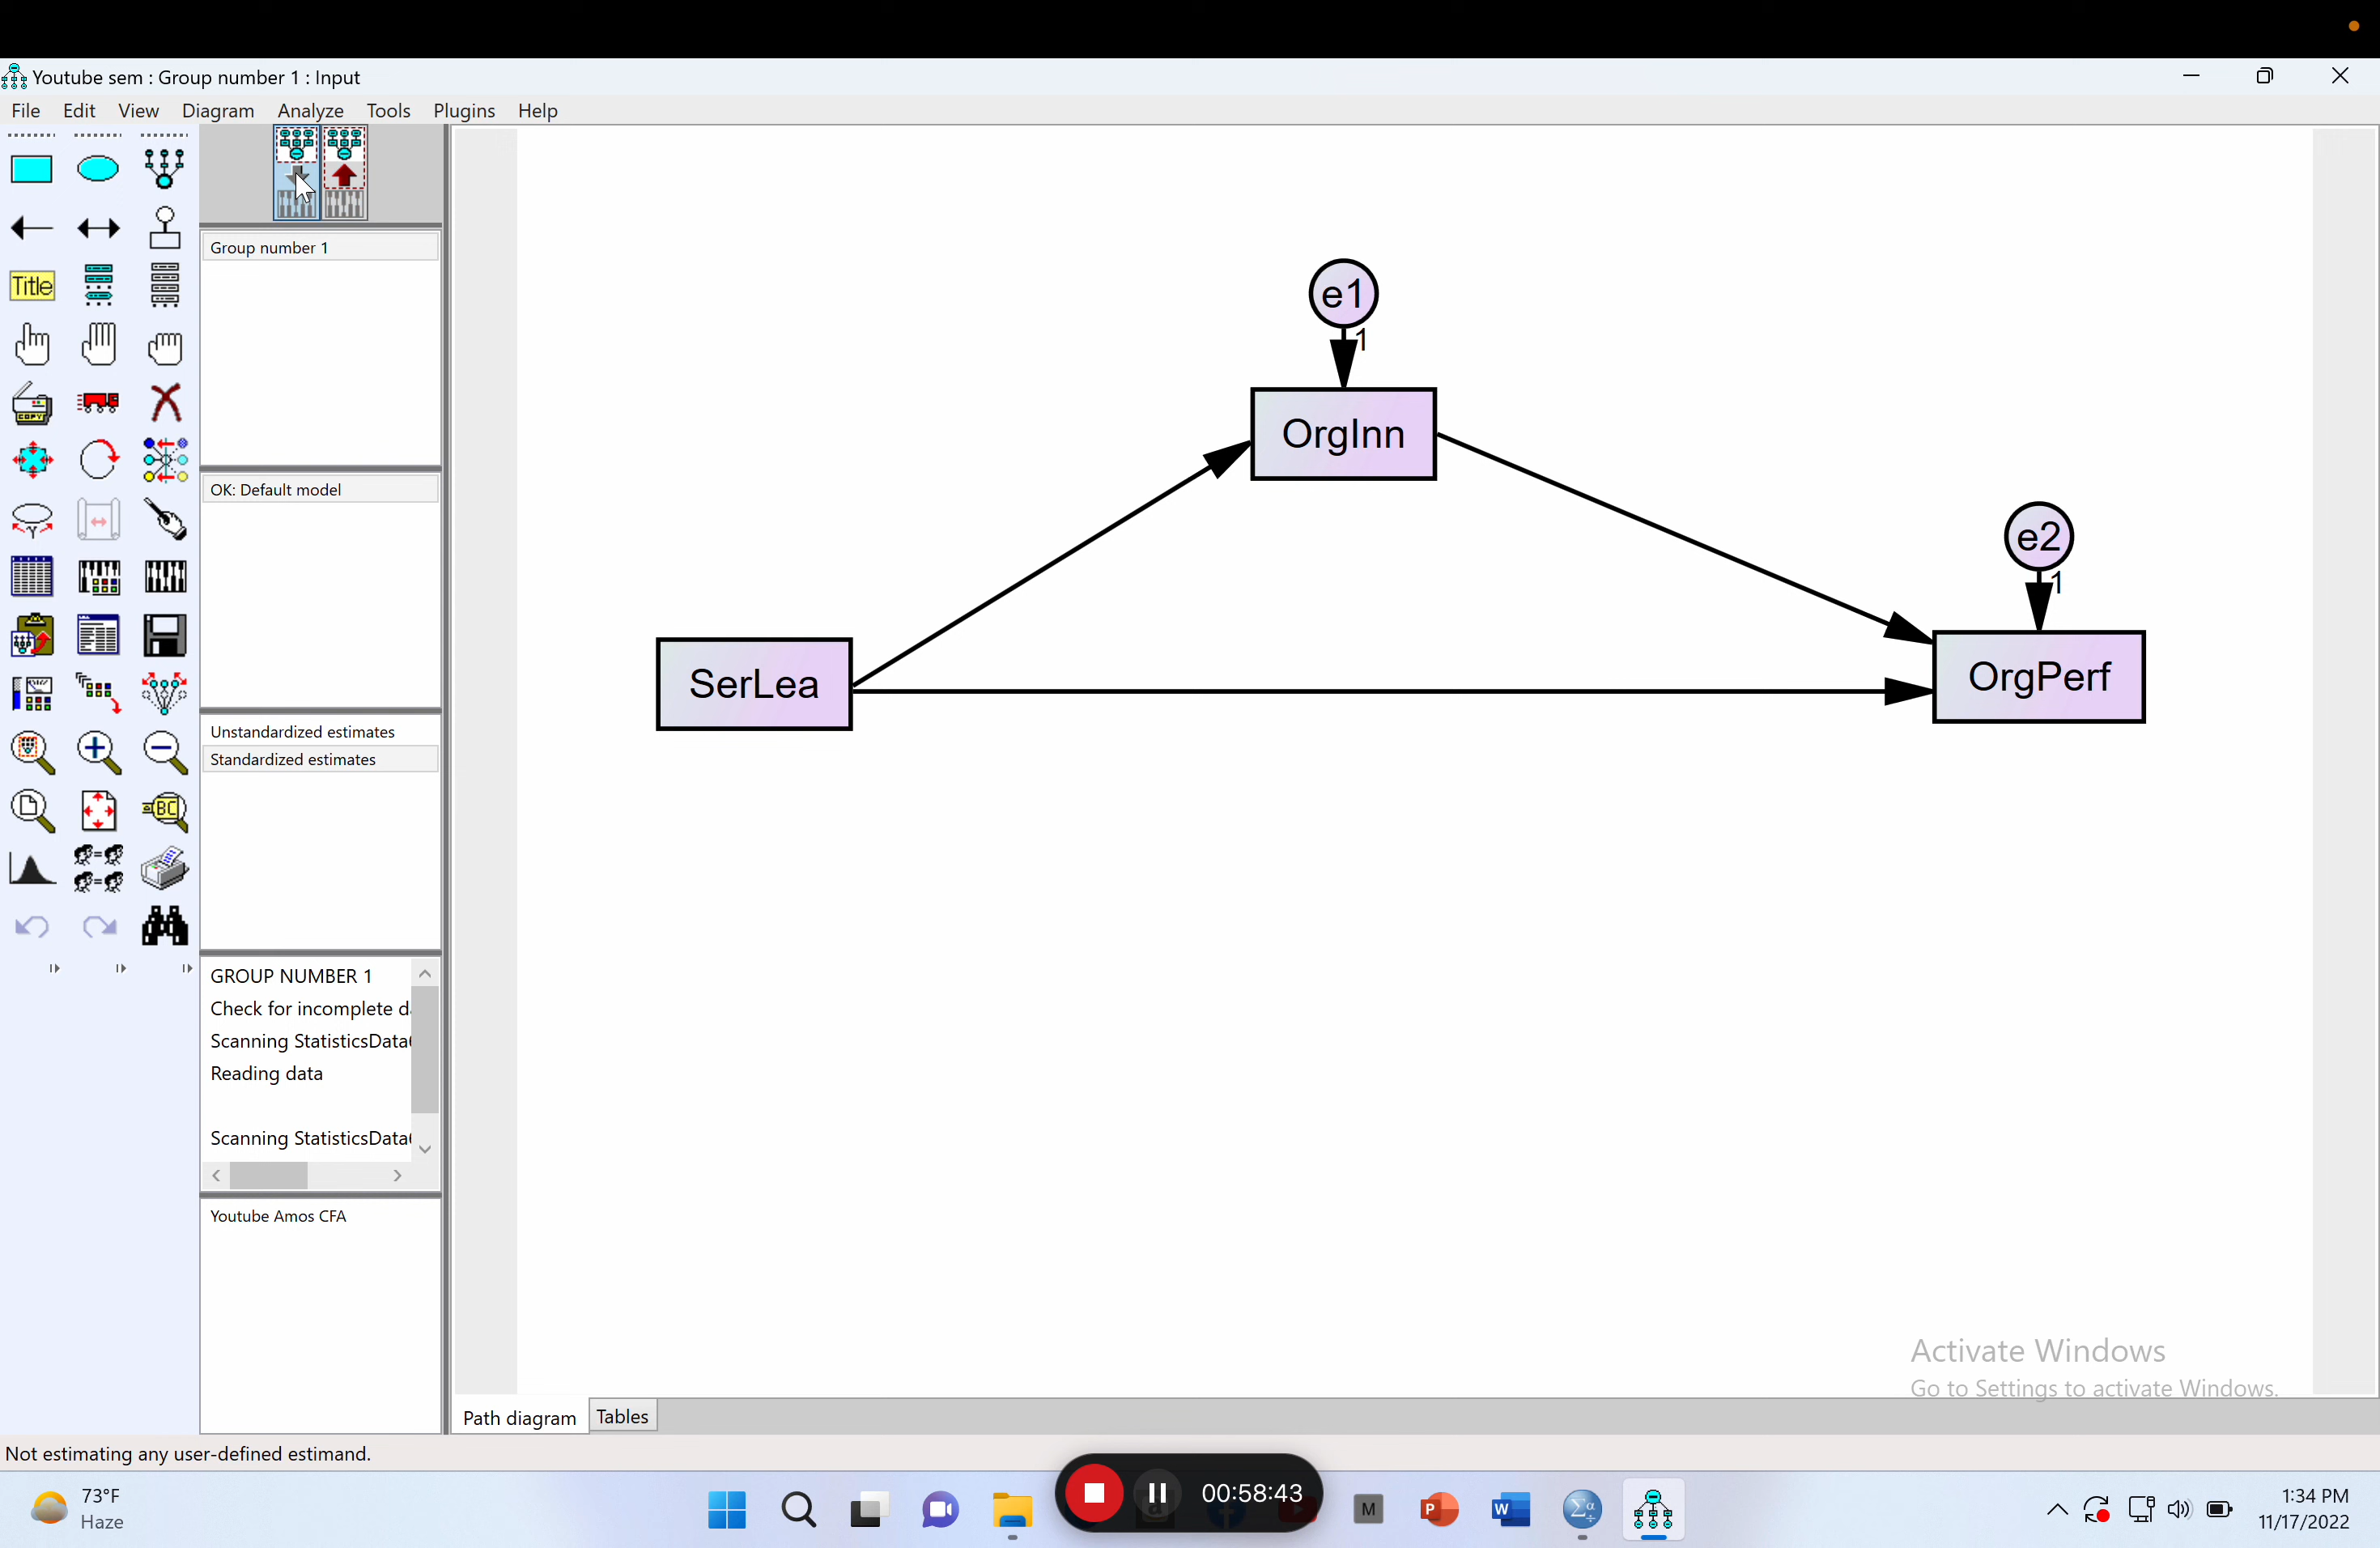 Youtube sem : Group number 1 : Input
File Edit View Diagram Analyze Tools Plugins Help
Title
COPY
γ
BC
Group number 1
OK: Default model
Unstandardized estimates
Standardized estimates
GROUP NUMBER 1
Check for incomplete d
Scanning StatisticsData
Reading data
Scanning StatisticsData
Youtube Amos CFA
e1
1
OrgInn
e2
1
SerLea
OrgPerf
Activate Windows
Go to Settings to activate Windows.
Path diagram Tables
Not estimating any user-defined estimand.
73°F
Haze
00:58:43
M
P
W
Σα
1:34 PM
11/17/2022